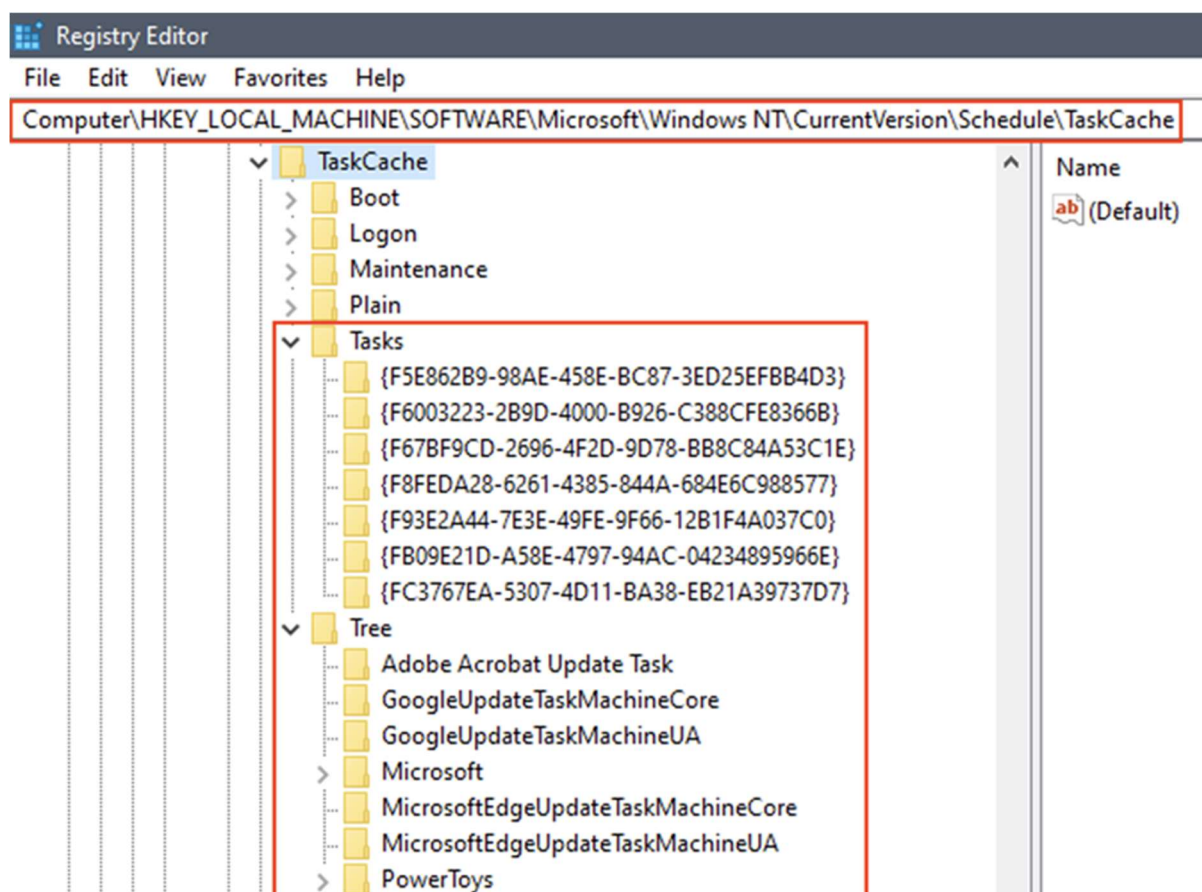 Registry Editor
File Edit View Favorites Help
Computer\HKEY_LOCAL_MACHINE\SOFTWARE\Microsoft\Windows NT\CurrentVersion\Schedule\TaskCache
TaskCache
Boot
Logon
Maintenance
Plain
Tasks
{F5E862B9-98AE-458E-BC87-3ED25EFBB4D3}
{F6003223-2B9D-4000-B926-C388CFE8366B}
{F67BF9CD-2696-4F2D-9D78-BB8C84A53C1E}
{F8FEDA28-6261-4385-844A-684E6C988577}
{F93E2A44-7E3E-49FE-9F66-12B1F4A037C0}
{FB09E21D-A58E-4797-94AC-04234895966E}
{FC3767EA-5307-4D11-BA38-EB21A39737D7}
Tree
Adobe Acrobat Update Task
GoogleUpdateTaskMachineCore
GoogleUpdateTaskMachineUA
Microsoft
MicrosoftEdgeUpdateTaskMachineCore
MicrosoftEdgeUpdateTaskMachineUA
PowerToys
Name
ab (Default)